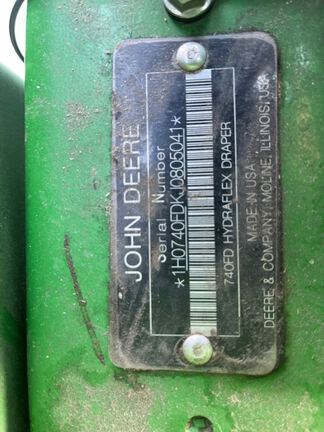 JOHN DEERE
Serial Number
*1H0740FDKJ0805041*
740FD HYDRAFLEX DRAPER
MADE IN USA
DEERE & COMPANY MOLINE, ILLINOIS, USA